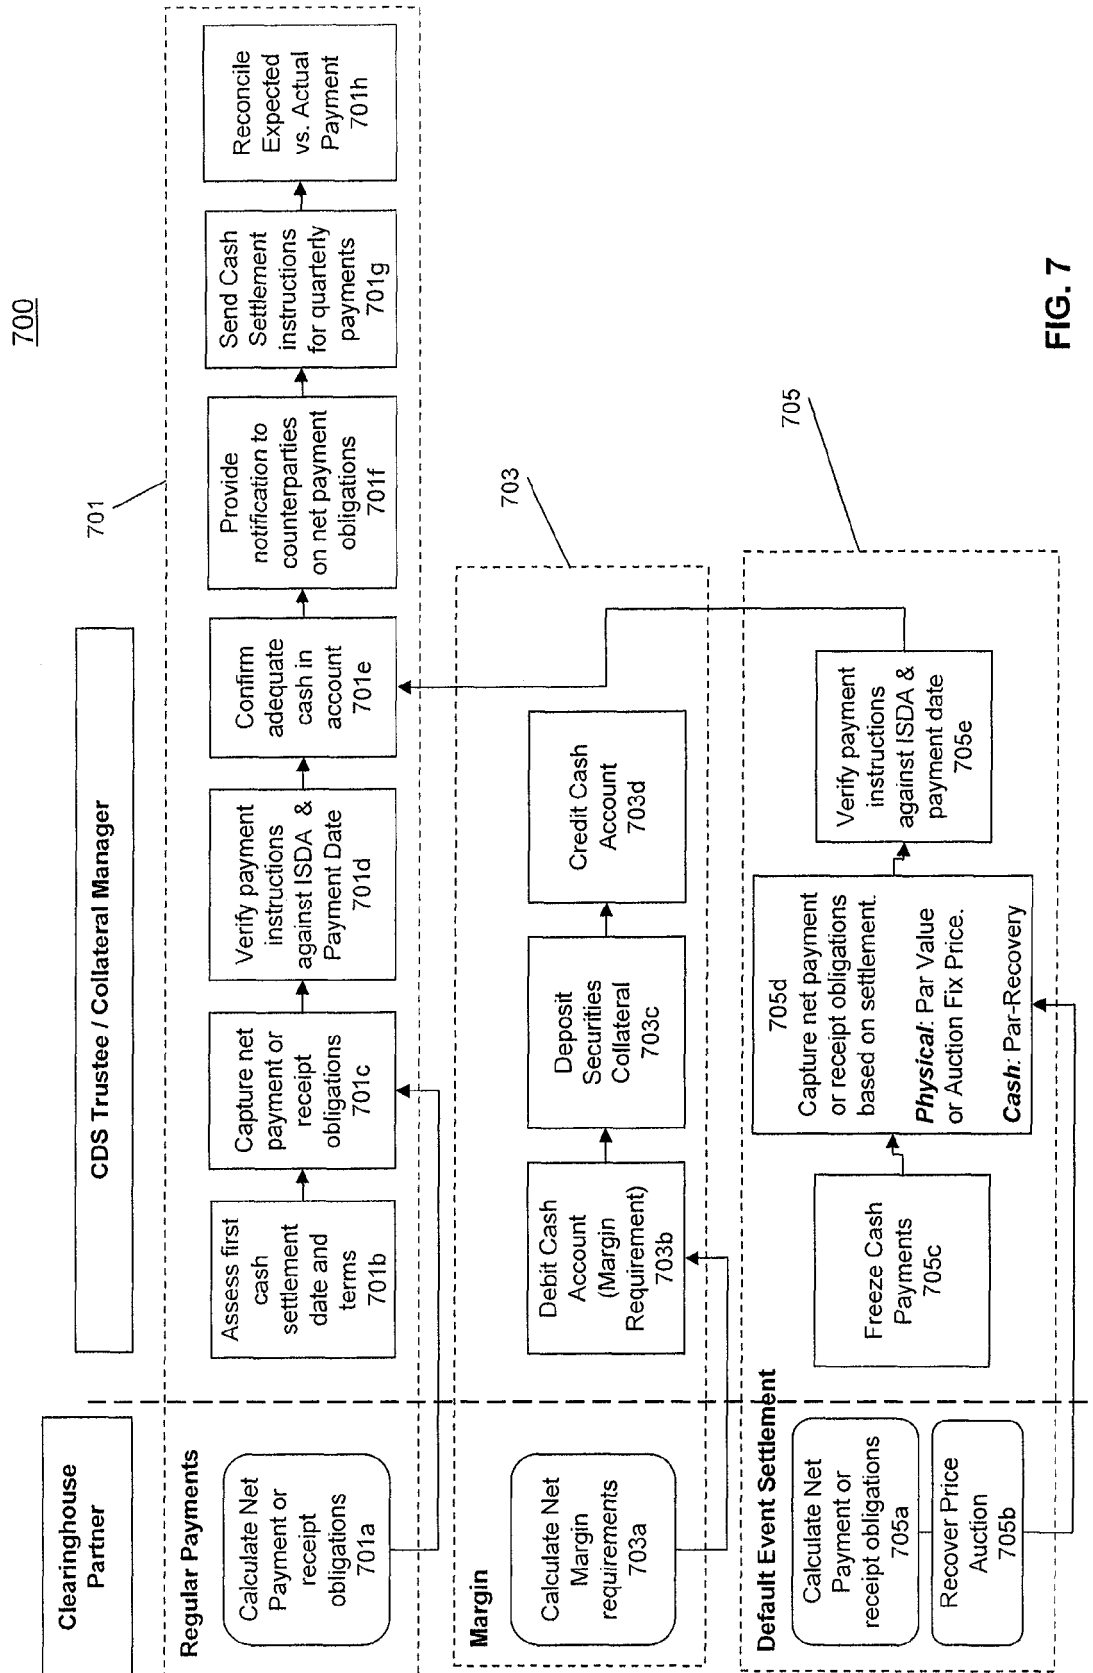 700
Clearinghouse
Partner
CDS Trustee / Collateral Manager
701
Regular Payments
Calculate Net
Payment or
receipt
obligations
701a
Assess first
cash
settlement
date and
terms
701b
Capture net
payment or
receipt
obligations
701c
Verify payment
instructions
against ISDA &
Payment Date
701d
Confirm
adequate
cash in
account
701e
Provide
notification to
counterparties
on net payment
obligations
701f
Send Cash
Settlement
instructions
for quarterly
payments
701g
Reconcile
Expected
vs. Actual
Payment
701h
703
Margin
Calculate Net
Margin
requirements
703a
Debit Cash
Account
(Margin
Requirement)
703b
Deposit
Securities
Collateral
703c
Credit Cash
Account
703d
705
Default Event Settlement
Calculate Net
Payment or
receipt obligations
705a
Recover Price
Auction
705b
Freeze Cash
Payments
705c
705d
Capture net payment
or receipt obligations
based on settlement.
Physical: Par Value
or Auction Fix Price.
Cash: Par-Recovery
Verify payment
instructions
against ISDA &
payment date
705e
FIG. 7